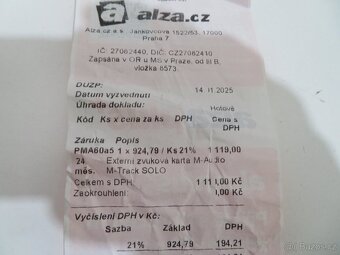 alza.cz
Alza.cz a.s. Jankovcova 1522/53, 17000
Praha 7
IČ: 27082440, DIČ: CZ27082410
Zapsána v OR u MS v Praze, od íl B,
vložka 8573
DUZP:
Datum vyzvednutí 14. 11 2025
Úhrada dokladu: Hotově
Kód Ks x cena za ks DPH Cena s DPH
Záruka Popis
PMA60a5 1 x 924,79 / Ks 21% 1 119,00
24 Externí zvuková karta M-Audio
měs. M-Track SOLO
Celkem s DPH 1 119,00 Kč
Zaokrouhlení 0,00 Kč
Vyčíslení DPH v Kč:
Sazba Základ DPH
21% 924,79 194,21